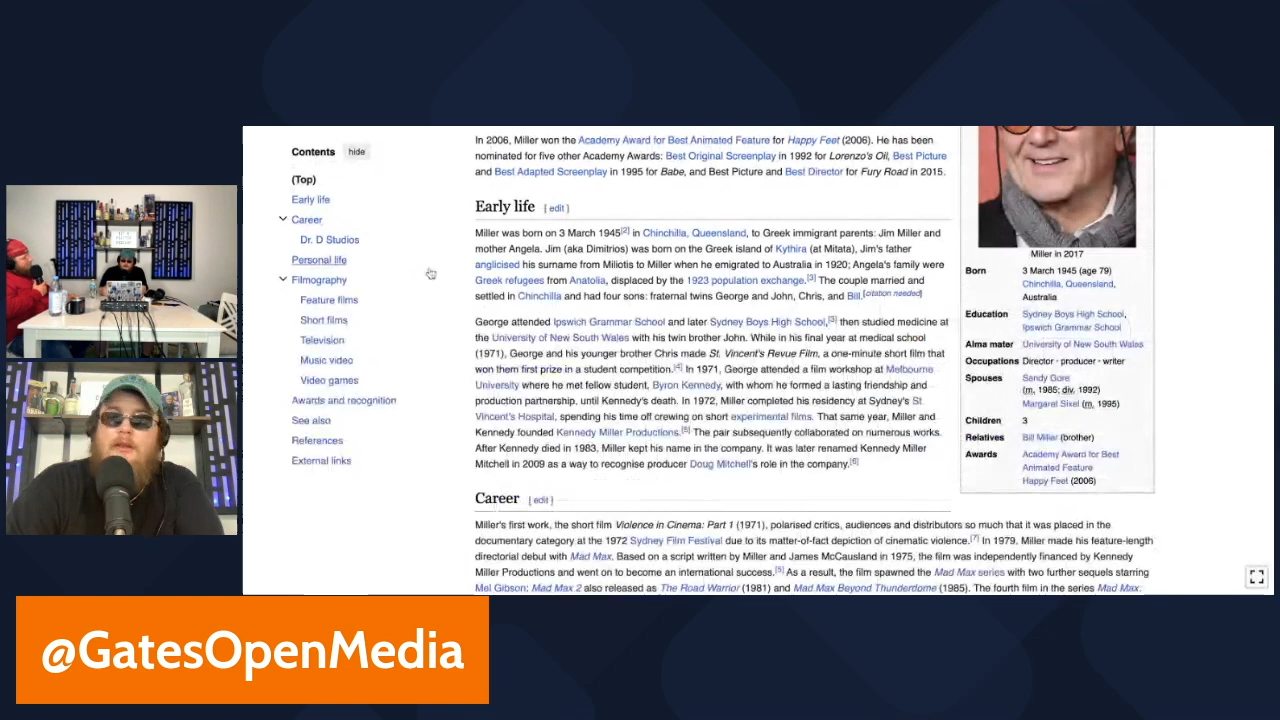 Contents hide
(Top)
Early life
Career
Dr. D Studios
Personal life
Filmography
Feature films
Short films
Television
Music video
Video games
Awards and recognition
See also
References
External links
In 2006, Miller won the Academy Award for Best Animated Feature for Happy Feet (2006). He has been
nominated for five other Academy Awards: Best Original Screenplay in 1992 for Lorenzo's Oil, Best Picture
and Best Adapted Screenplay in 1995 for Babe, and Best Picture and Best Director for Fury Road in 2015.
Early life [ edit ]
Miller was born on 3 March 1945[2] in Chinchilla, Queensland, to Greek immigrant parents: Jim Miller and
mother Angela. Jim (aka Dimitrios) was born on the Greek island of Kythira (at Mitata), Jim's father
anglicised his surname from Miliotis to Miller when he emigrated to Australia in 1920; Angela's family were
Greek refugees from Anatolia, displaced by the 1923 population exchange.[3] The couple married and
settled in Chinchilla and had four sons: fraternal twins George and John, Chris, and Bill.[citation needed]
George attended Ipswich Grammar School and later Sydney Boys High School,[3] then studied medicine at
the University of New South Wales with his twin brother John. While in his final year at medical school
(1971), George and his younger brother Chris made St. Vincent's Revue Film, a one-minute short film that
won them first prize in a student competition.[4] In 1971, George attended a film workshop at Melbourne
University where he met fellow student, Byron Kennedy, with whom he formed a lasting friendship and
production partnership, until Kennedy's death. In 1972, Miller completed his residency at Sydney's St
Vincent's Hospital, spending his time off crewing on short experimental films. That same year, Miller and
Kennedy founded Kennedy Miller Productions.[5] The pair subsequently collaborated on numerous works.
After Kennedy died in 1983, Miller kept his name in the company. It was later renamed Kennedy Miller
Mitchell in 2009 as a way to recognise producer Doug Mitchell's role in the company.[6]
Career [ edit ]
Miller's first work, the short film Violence in Cinema: Part 1 (1971), polarised critics, audiences and distributors so much that it was placed in the
documentary category at the 1972 Sydney Film Festival due to its matter-of-fact depiction of cinematic violence.[7] In 1979, Miller made his feature-length
directorial debut with Mad Max. Based on a script written by Miller and James McCausland in 1975, the film was independently financed by Kennedy
Miller Productions and went on to become an international success.[5] As a result, the film spawned the Mad Max series with two further sequels starring
Mel Gibson: Mad Max 2 also released as The Road Warrior (1981) and Mad Max Beyond Thunderdome (1985). The fourth film in the series Mad Max:
Miller in 2017
Born 3 March 1945 (age 79)
Chinchilla, Queensland,
Australia
Education Sydney Boys High School,
Ipswich Grammar School
Alma mater University of New South Wales
Occupations Director · producer · writer
Spouses Sandy Gore
(m. 1985; div. 1992)
Margaret Sixel (m. 1995)
Children 3
Relatives Bill Miller (brother)
Awards Academy Award for Best
Animated Feature
Happy Feet (2006)
@GatesOpenMedia